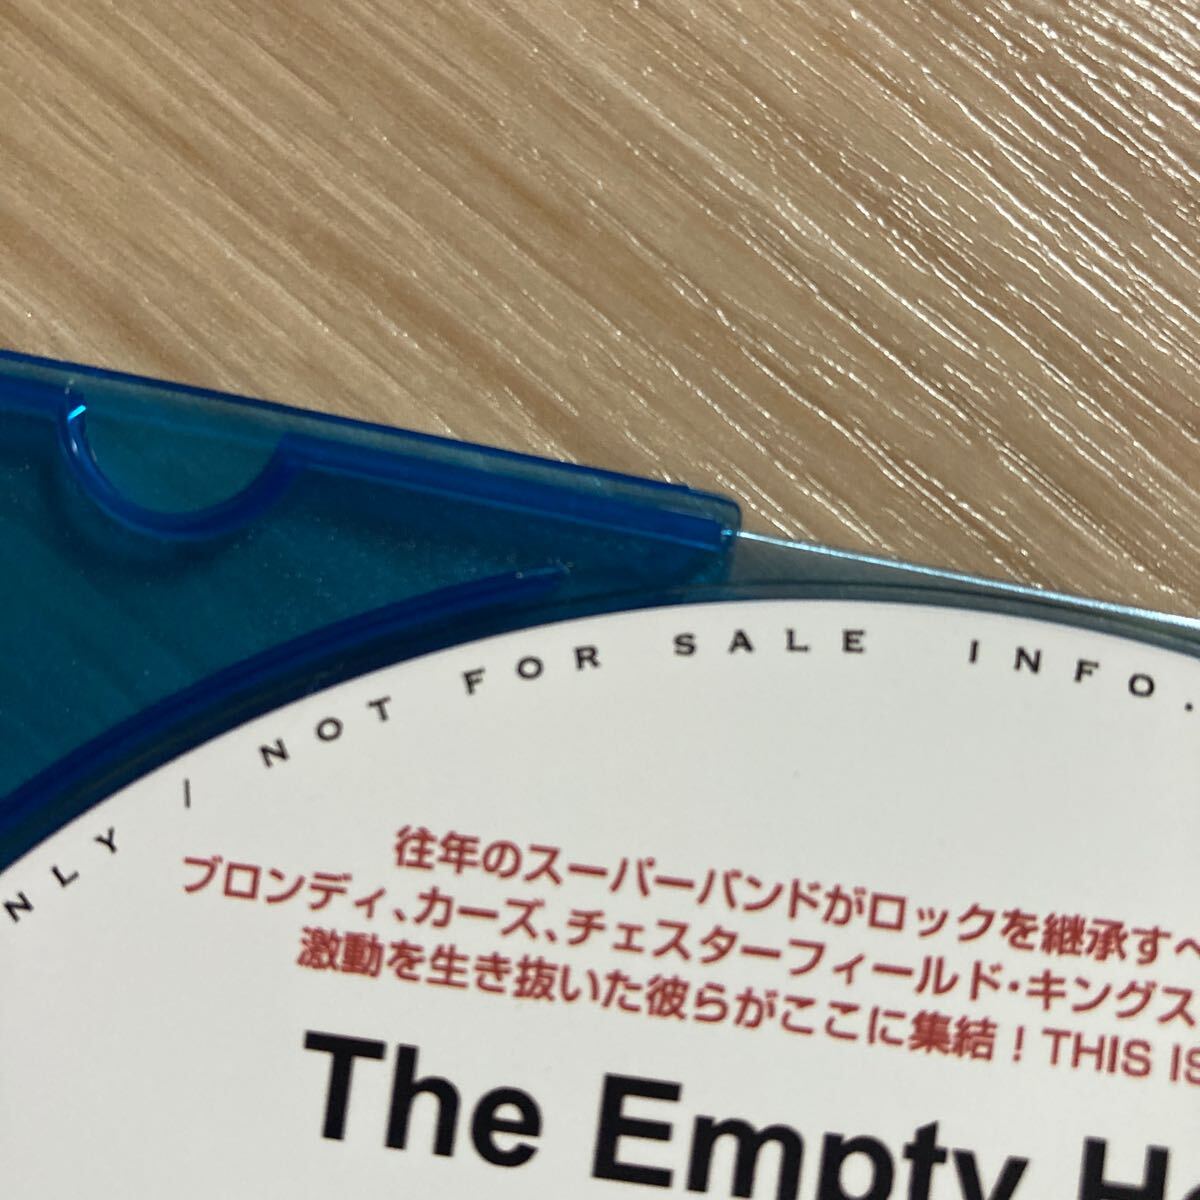 NLY / NOT FOR SALE INFO.
往年のスーパーバンドがロックを継承すべ
ブロンディ、カーズ、チェスターフィールド・キングス
激動を生き抜いた彼らがここに集結！THIS IS
The Empty